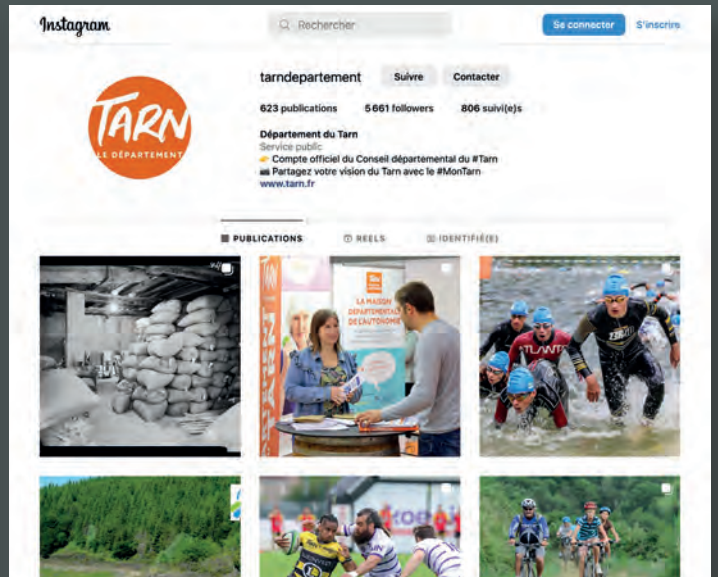 Instagram
Rechercher
Se connecter
S'inscrire
tarndepartement
Suivre
Contacter
623 publications
5 661 followers
806 suivi(e)s
TARN
LE DÉPARTEMENT
Département du Tarn
Service public
👉 Compte officiel du Conseil départemental du #Tarn
📷 Partagez votre vision du Tarn avec le #MonTarn
www.tarn.fr
PUBLICATIONS
REELS
IDENTIFIÉ(E)
LA MAISON
DÉPARTEMENTALE
DE L'AUTONOMIE
ATLANT